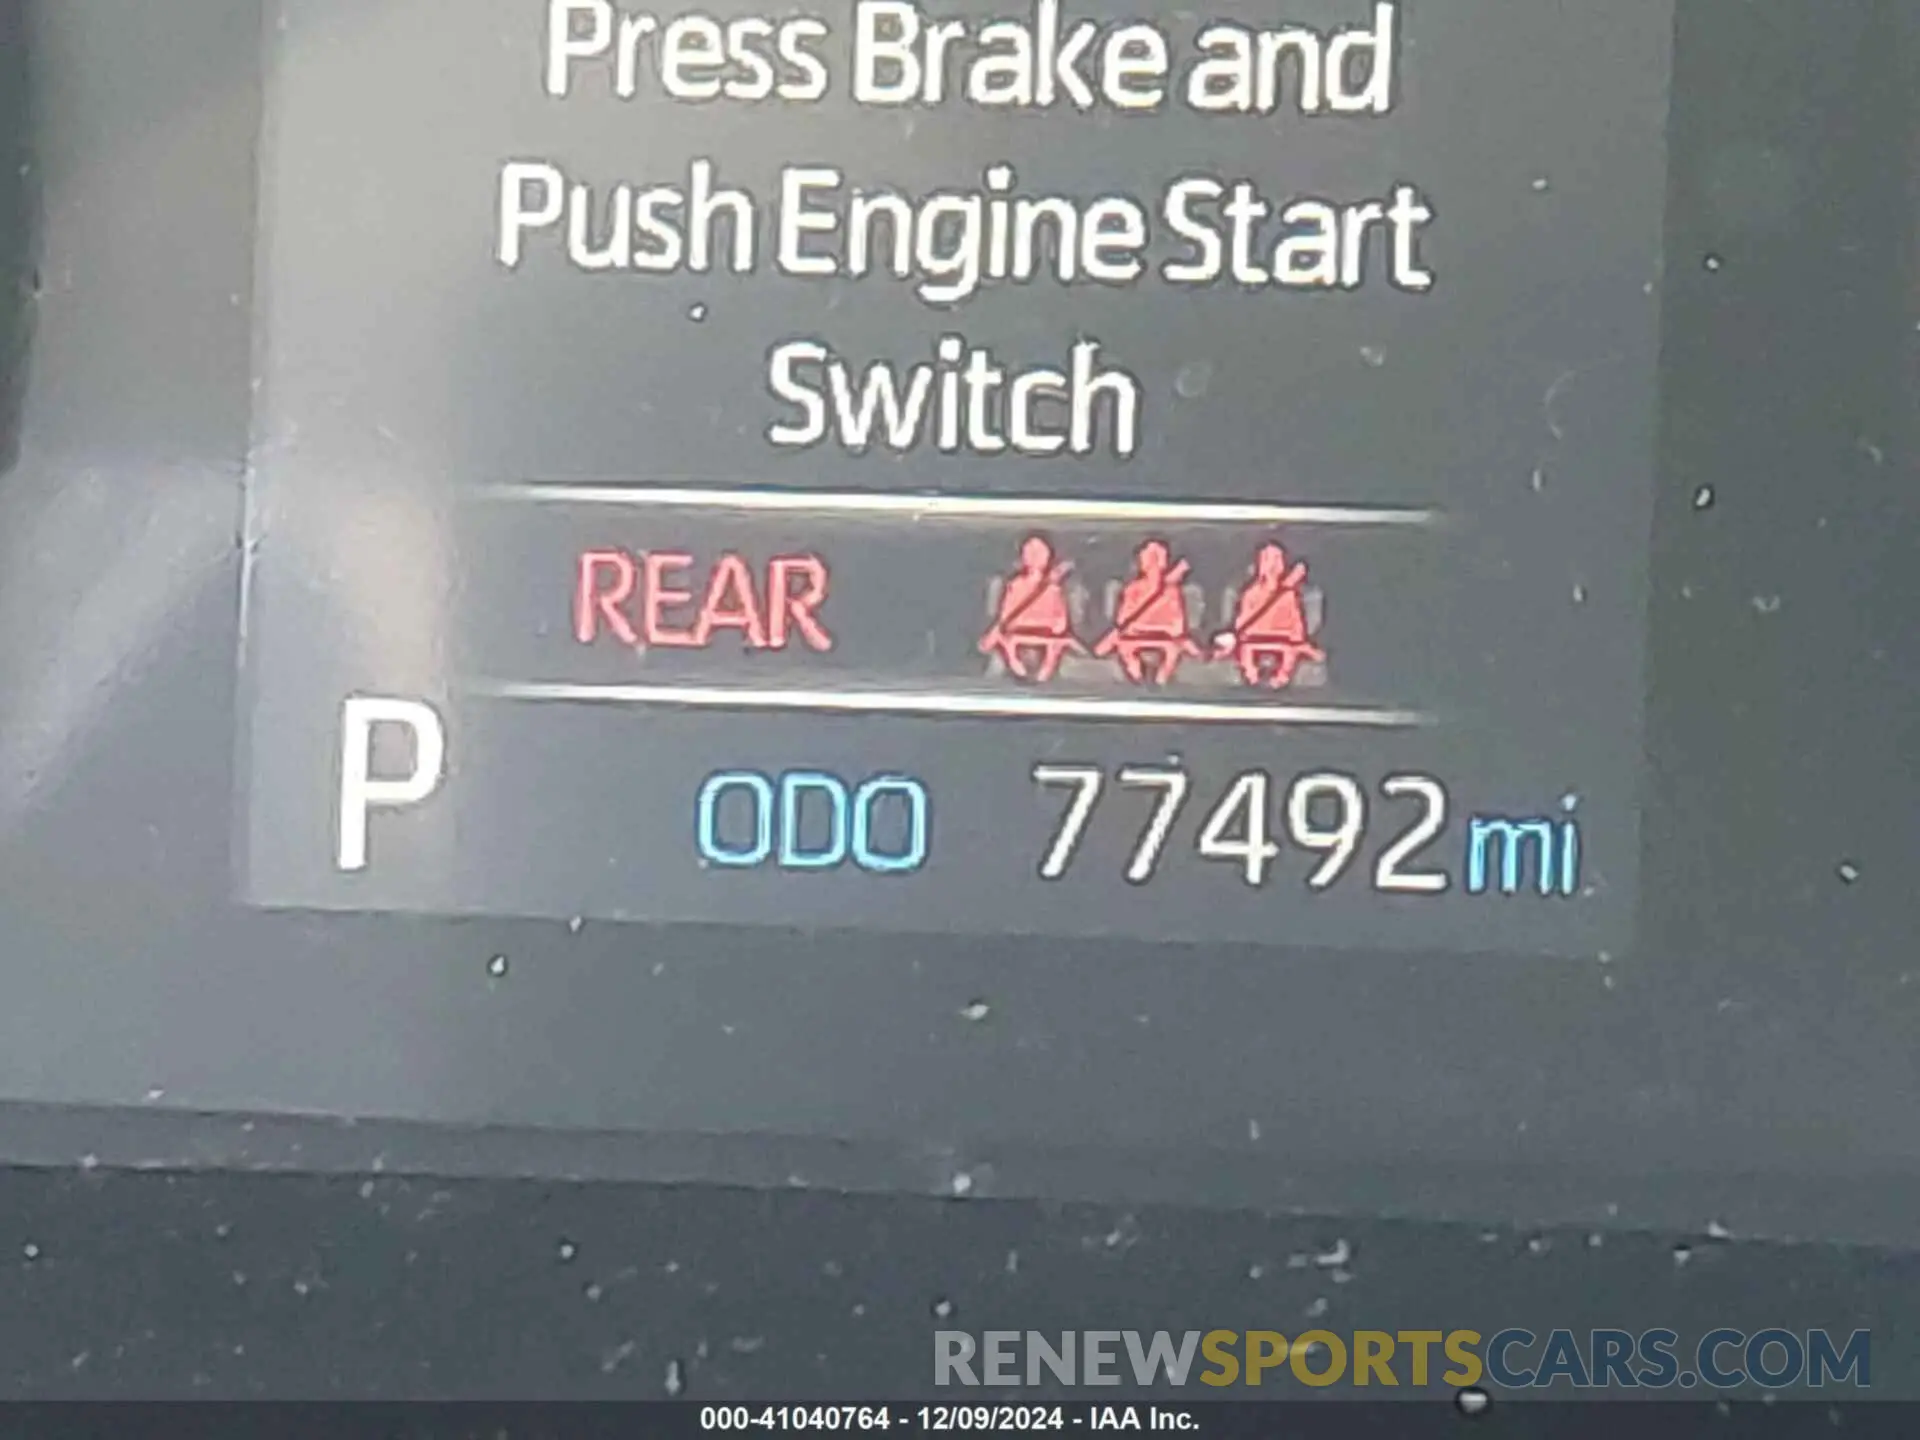 Press Brake and
Push Engine Start
Switch
REAR
P ODO 77492 mi
RENEWSPORTSCARS.COM
000-41040764 - 12/09/2024 - IAA Inc.